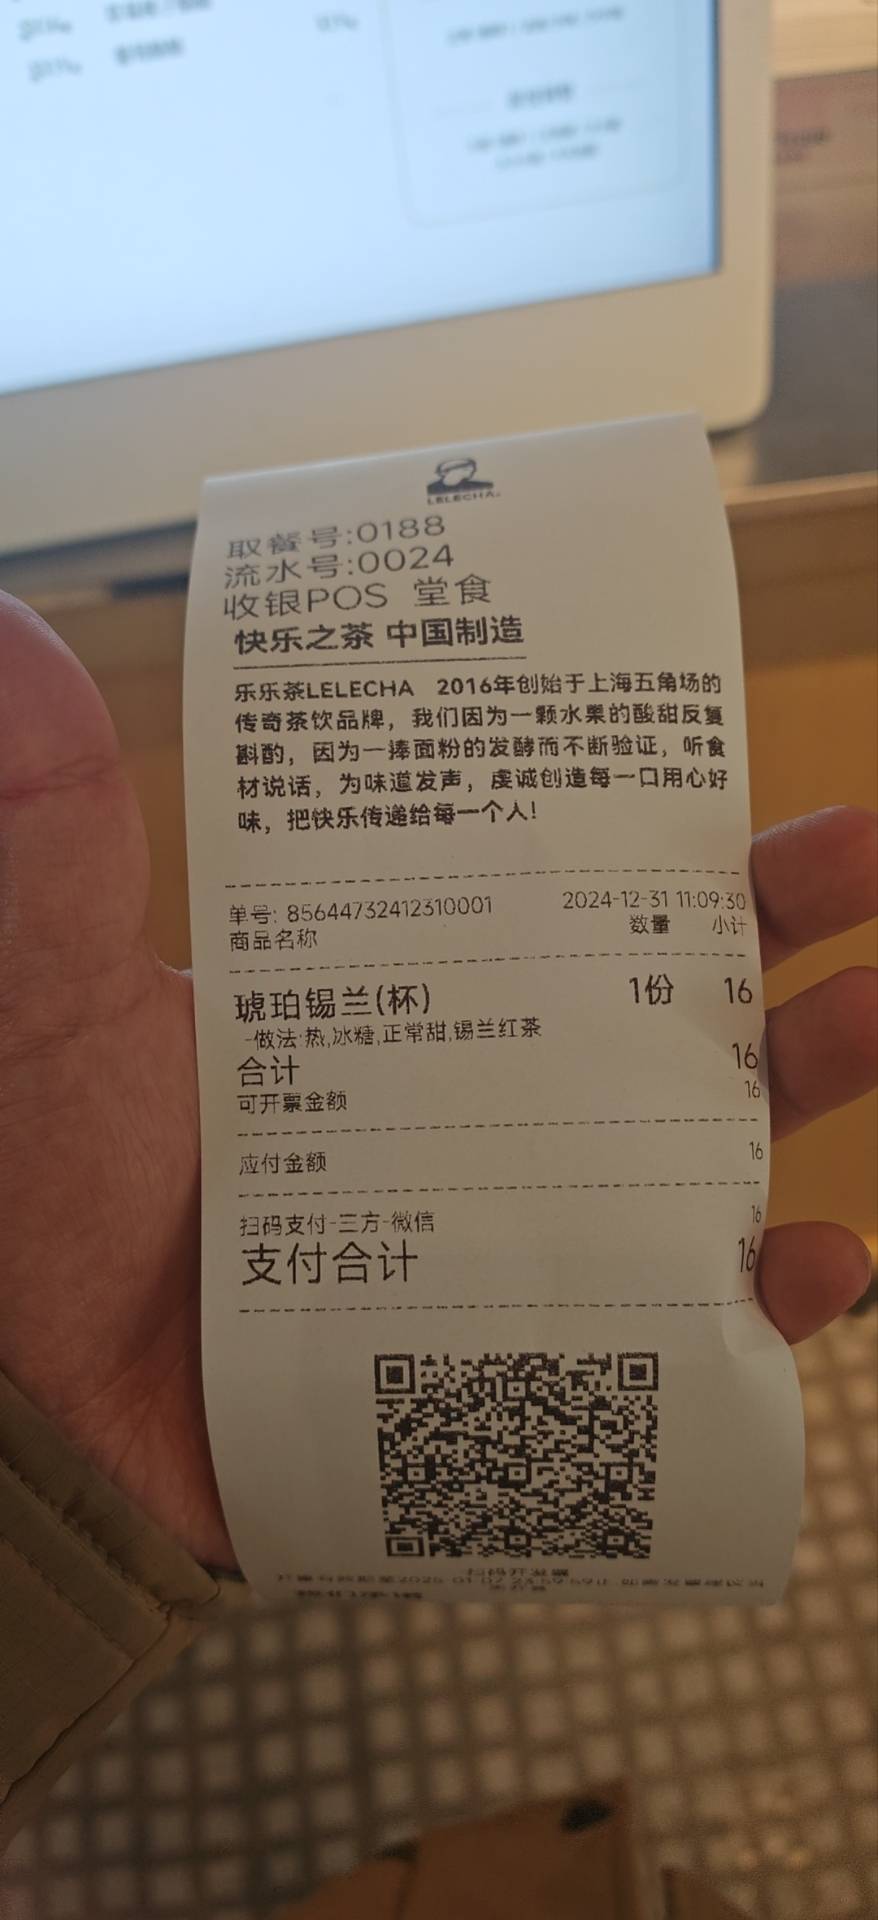 LELECHA
取餐号:0188
流水号:0024
收银POS 堂食
快乐之茶 中国制造
乐乐茶LELECHA 2016年创始于上海五角场的
传奇茶饮品牌，我们因为一颗水果的酸甜反复
斟酌，因为一捧面粉的发酵而不断验证，听食
材说话，为味道发声，虔诚创造每一口用心好
味，把快乐传递给每一个人！
单号: 85644732412310001 2024-12-31 11:09:30
商品名称 数量 小计
琥珀锡兰(杯) 1份 16
-做法:热,冰糖,正常甜,锡兰红茶
合计 16
可开票金额 16
应付金额 16
扫码支付-三方-微信 16
支付合计 16
扫码开发票